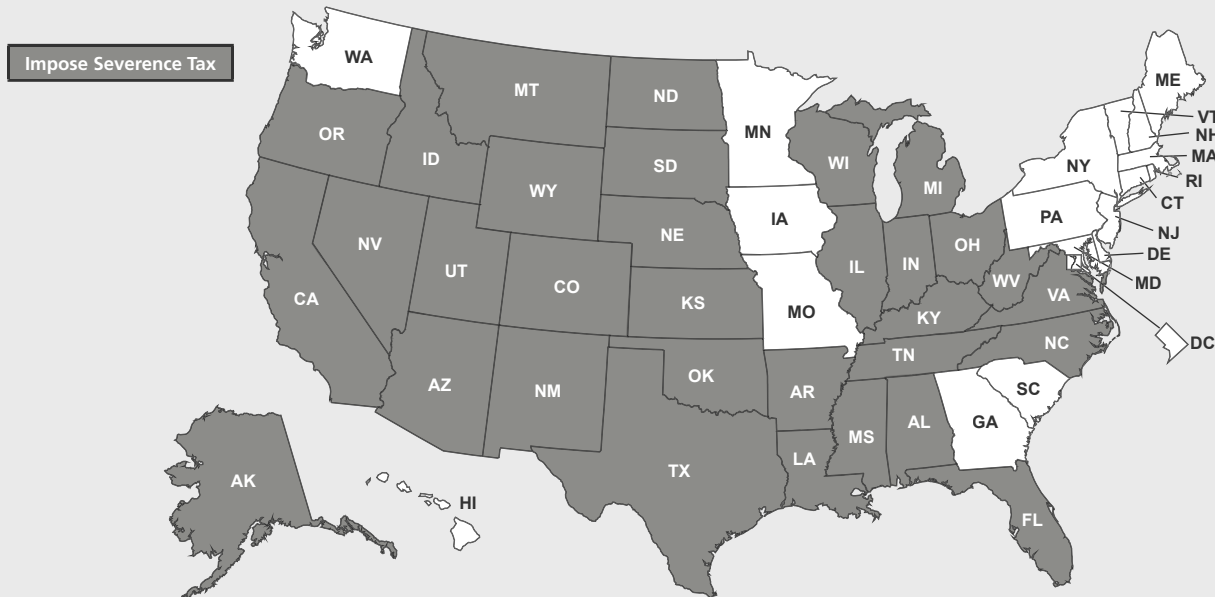 Impose Severence Tax
WA
MT
ND
MN
ME
VT
NH
MA
RI
CT
NJ
DE
MD
DC
OR
ID
WY
SD
WI
MI
NY
PA
NV
UT
CO
NE
IA
IL
IN
OH
WV
VA
CA
KS
MO
KY
NC
TN
AZ
NM
OK
AR
SC
GA
AL
MS
LA
TX
FL
AK
HI